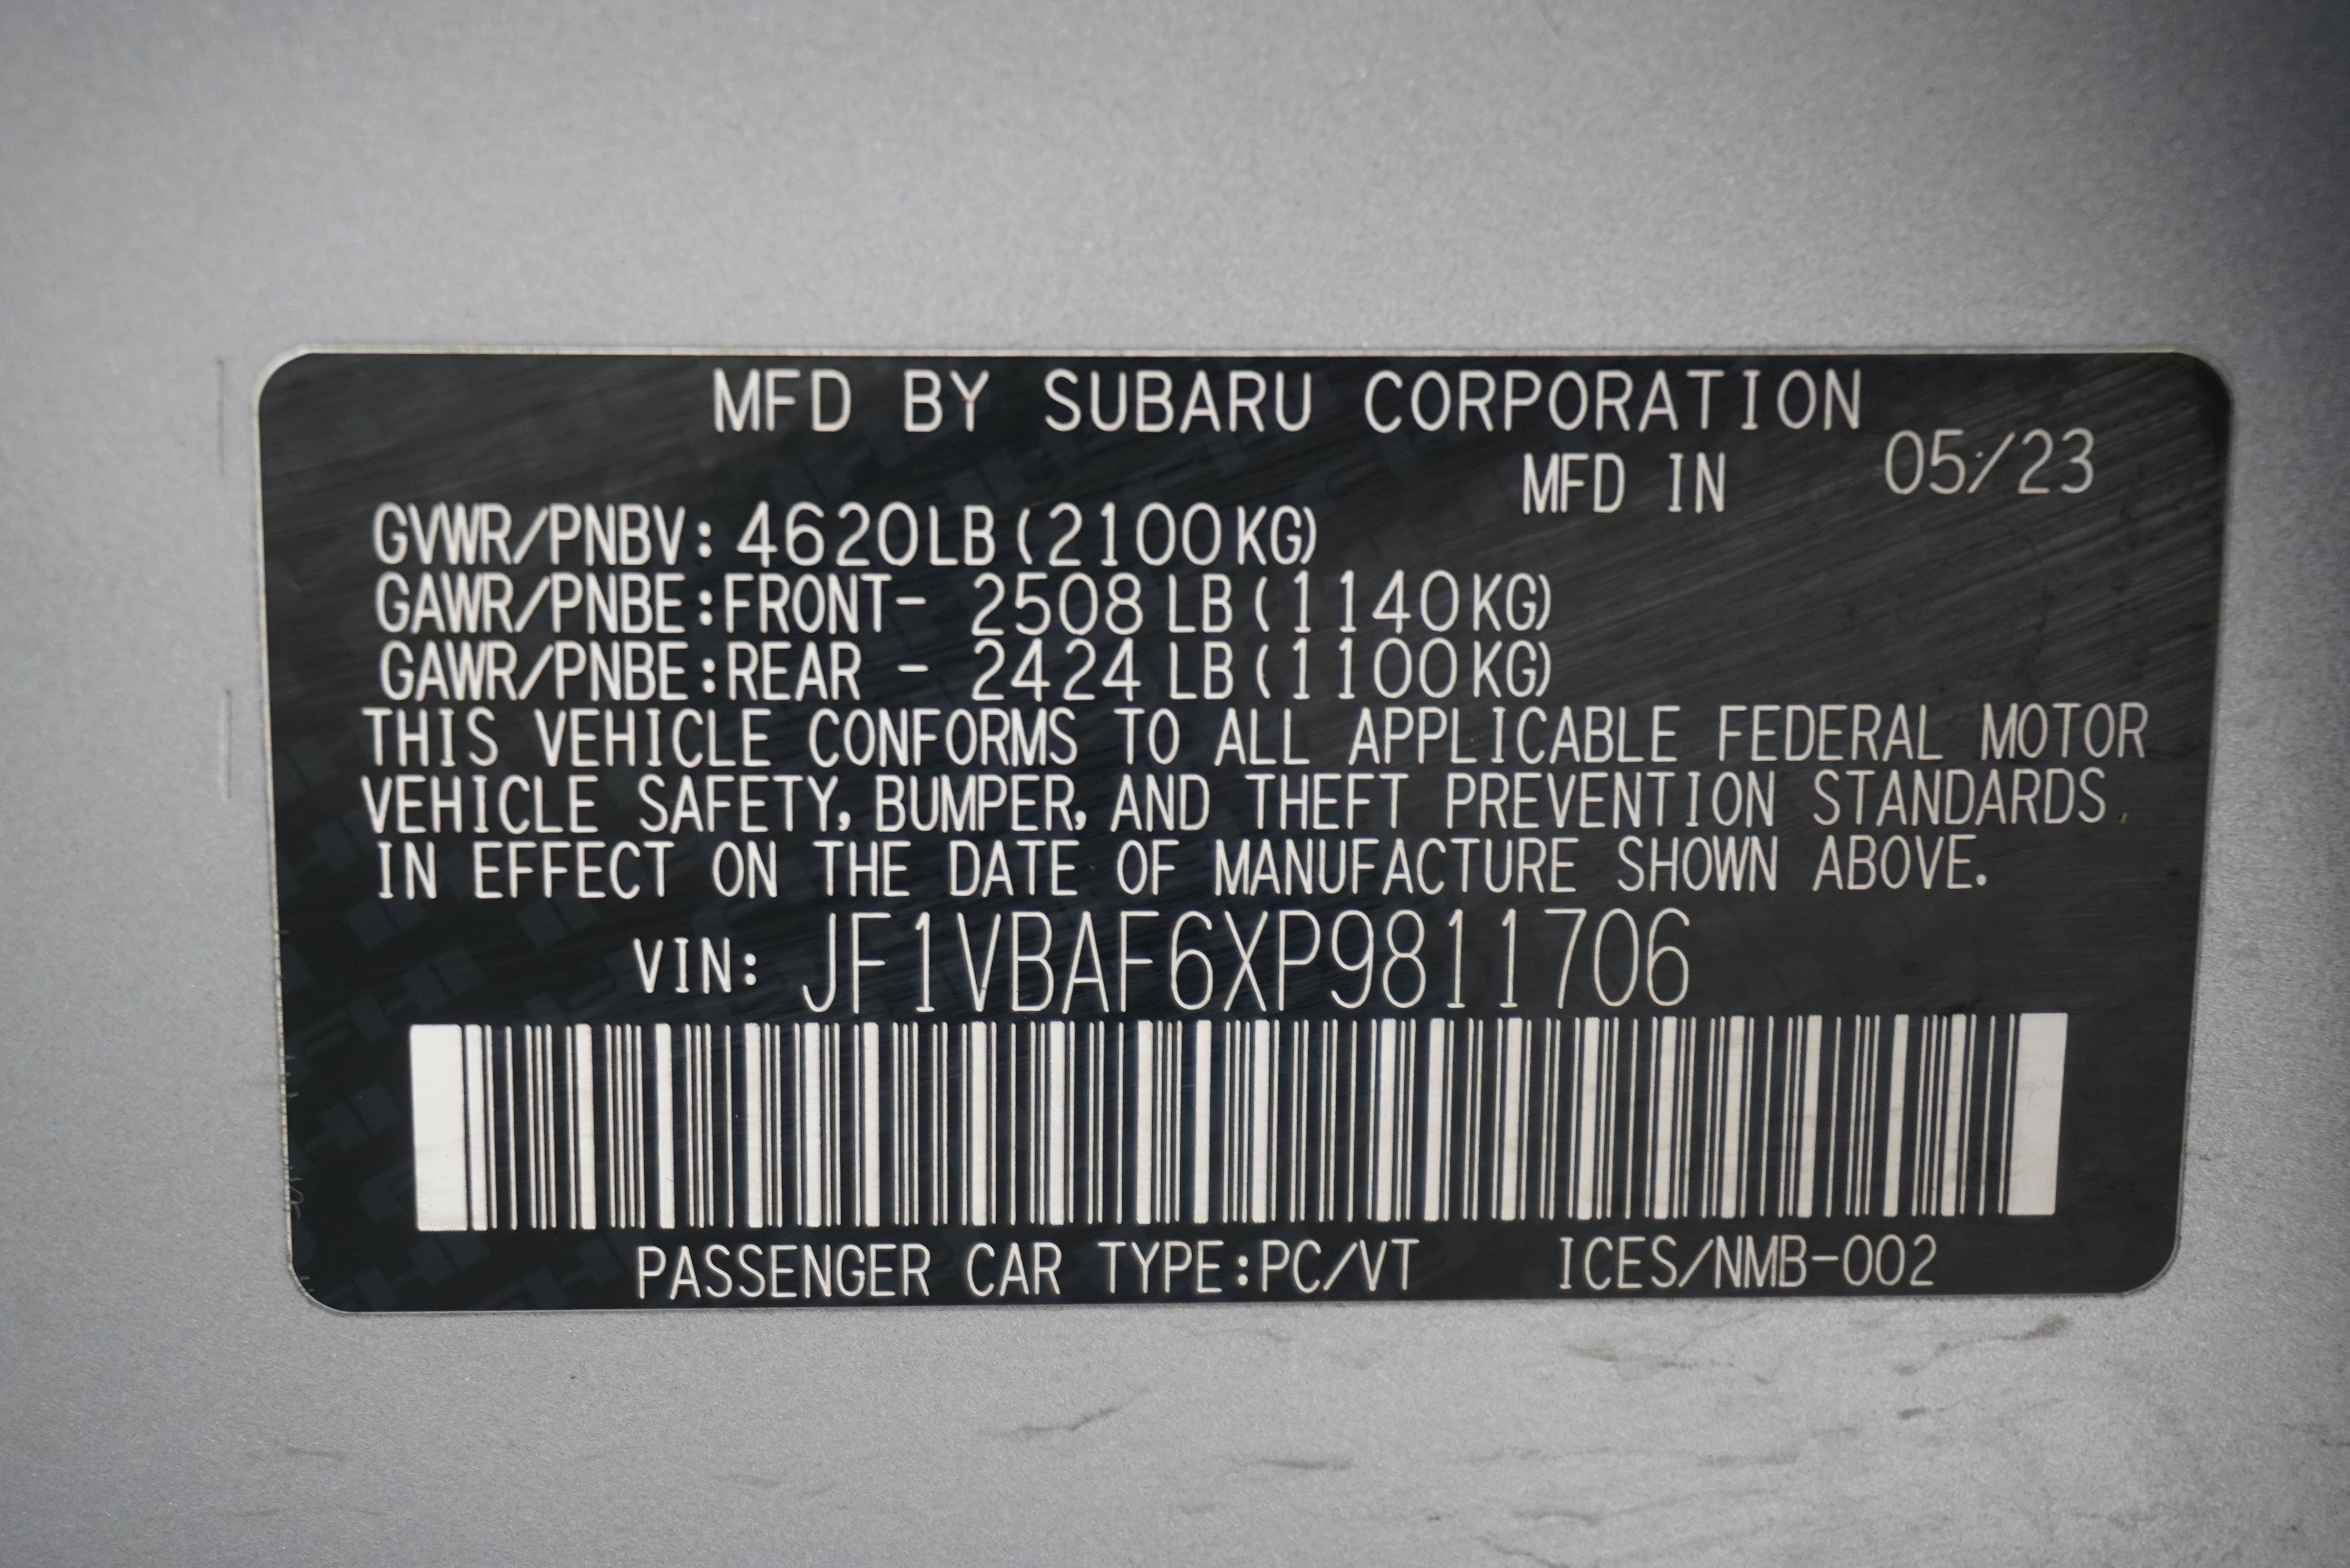 MFD BY SUBARU CORPORATION
MFD IN 05/23
GVWR/PNBV: 4620LB (2100KG)
GAWR/PNBE:FRONT- 2508 LB (1140KG)
GAWR/PNBE:REAR - 2424 LB (1100KG)
THIS VEHICLE CONFORMS TO ALL APPLICABLE FEDERAL MOTOR
VEHICLE SAFETY, BUMPER, AND THEFT PREVENTION STANDARDS
IN EFFECT ON THE DATE OF MANUFACTURE SHOWN ABOVE.
VIN: JF1VBAF6XP9811706
PASSENGER CAR TYPE:PC/VT ICES/NMB-002